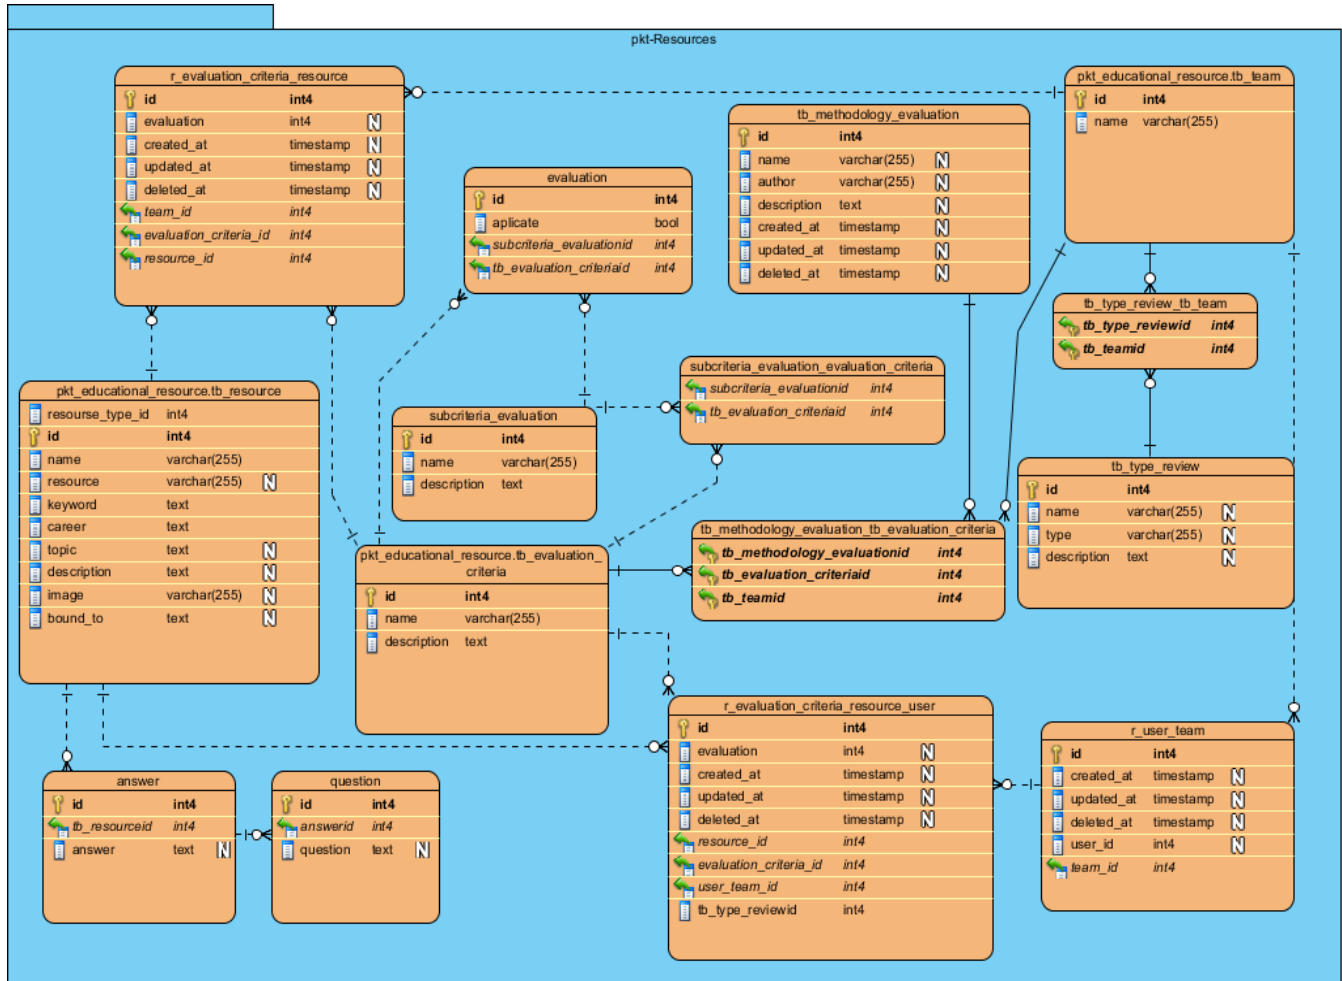 pkt-Resources
r_evaluation_criteria_resource
id int4
evaluation int4 N
created_at timestamp N
updated_at timestamp N
deleted_at timestamp N
team_id int4
evaluation_criteria_id int4
resource_id int4
evaluation
id int4
aplicate bool
subcriteria_evaluationid int4
tb_evaluation_criteriaid int4
tb_methodology_evaluation
id int4
name varchar(255) N
author varchar(255) N
description text N
created_at timestamp N
updated_at timestamp N
deleted_at timestamp N
pkt_educational_resource.tb_team
id int4
name varchar(255)
tb_type_review_tb_team
tb_type_reviewid int4
tb_teamid int4
subcriteria_evaluation_evaluation_criteria
subcriteria_evaluationid int4
tb_evaluation_criteriaid int4
pkt_educational_resource.tb_resource
resourse_type_id int4
id int4
name varchar(255)
resource varchar(255) N
keyword text
career text
topic text N
description text N
image varchar(255) N
bound_to text N
subcriteria_evaluation
id int4
name varchar(255)
description text
tb_type_review
id int4
name varchar(255) N
type varchar(255) N
description text N
tb_methodology_evaluation_tb_evaluation_criteria
tb_methodology_evaluationid int4
tb_evaluation_criteriaid int4
tb_teamid int4
pkt_educational_resource.tb_evaluation_
criteria
id int4
name varchar(255)
description text
r_evaluation_criteria_resource_user
id int4
evaluation int4 N
created_at timestamp N
updated_at timestamp N
deleted_at timestamp N
resource_id int4
evaluation_criteria_id int4
user_team_id int4
tb_type_reviewid int4
r_user_team
id int4
created_at timestamp N
updated_at timestamp N
deleted_at timestamp N
user_id int4 N
team_id int4
answer
id int4
tb_resourceid int4
answer text N
question
id int4
answerid int4
question text N